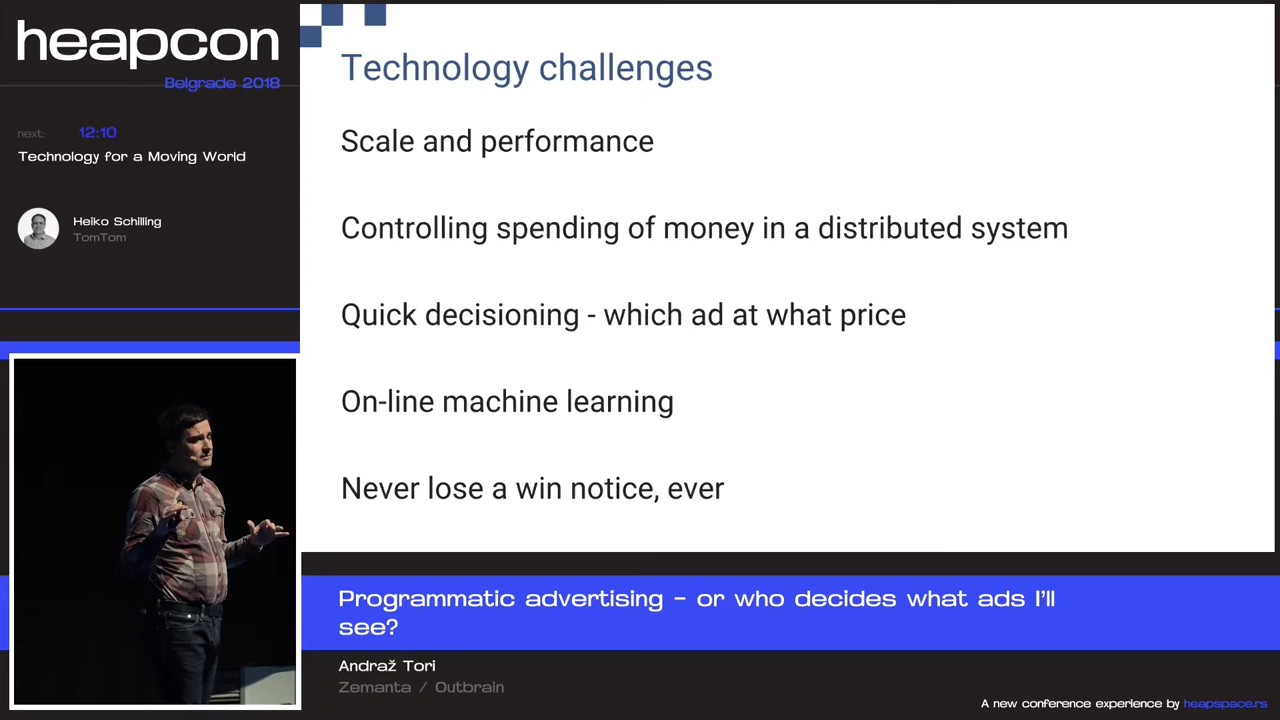 heapcon
Belgrade 2018
next: 12:10
Technology for a Moving World
Heiko Schilling
TomTom
Technology challenges
Scale and performance
Controlling spending of money in a distributed system
Quick decisioning - which ad at what price
On-line machine learning
Never lose a win notice, ever
Programmatic advertising - or who decides what ads I'll
see?
Andraž Tori
Zemanta / Outbrain
A new conference experience by heapspace.rs